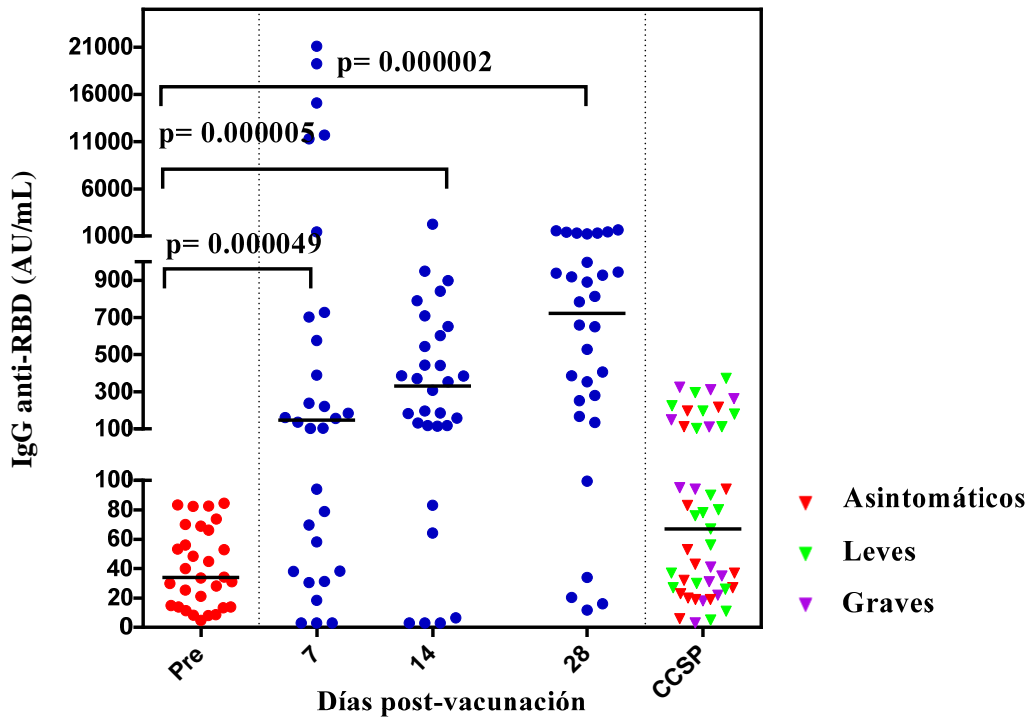 21000
16000
11000
6000
1000
900
700
500
300
100
100
80
60
40
20
0
IgG anti-RBD (AU/mL)
p= 0.000002
p= 0.000005
p= 0.000049
Pre
7
14
28
CCSP
Días post-vacunación
Asintomáticos
Leves
Graves